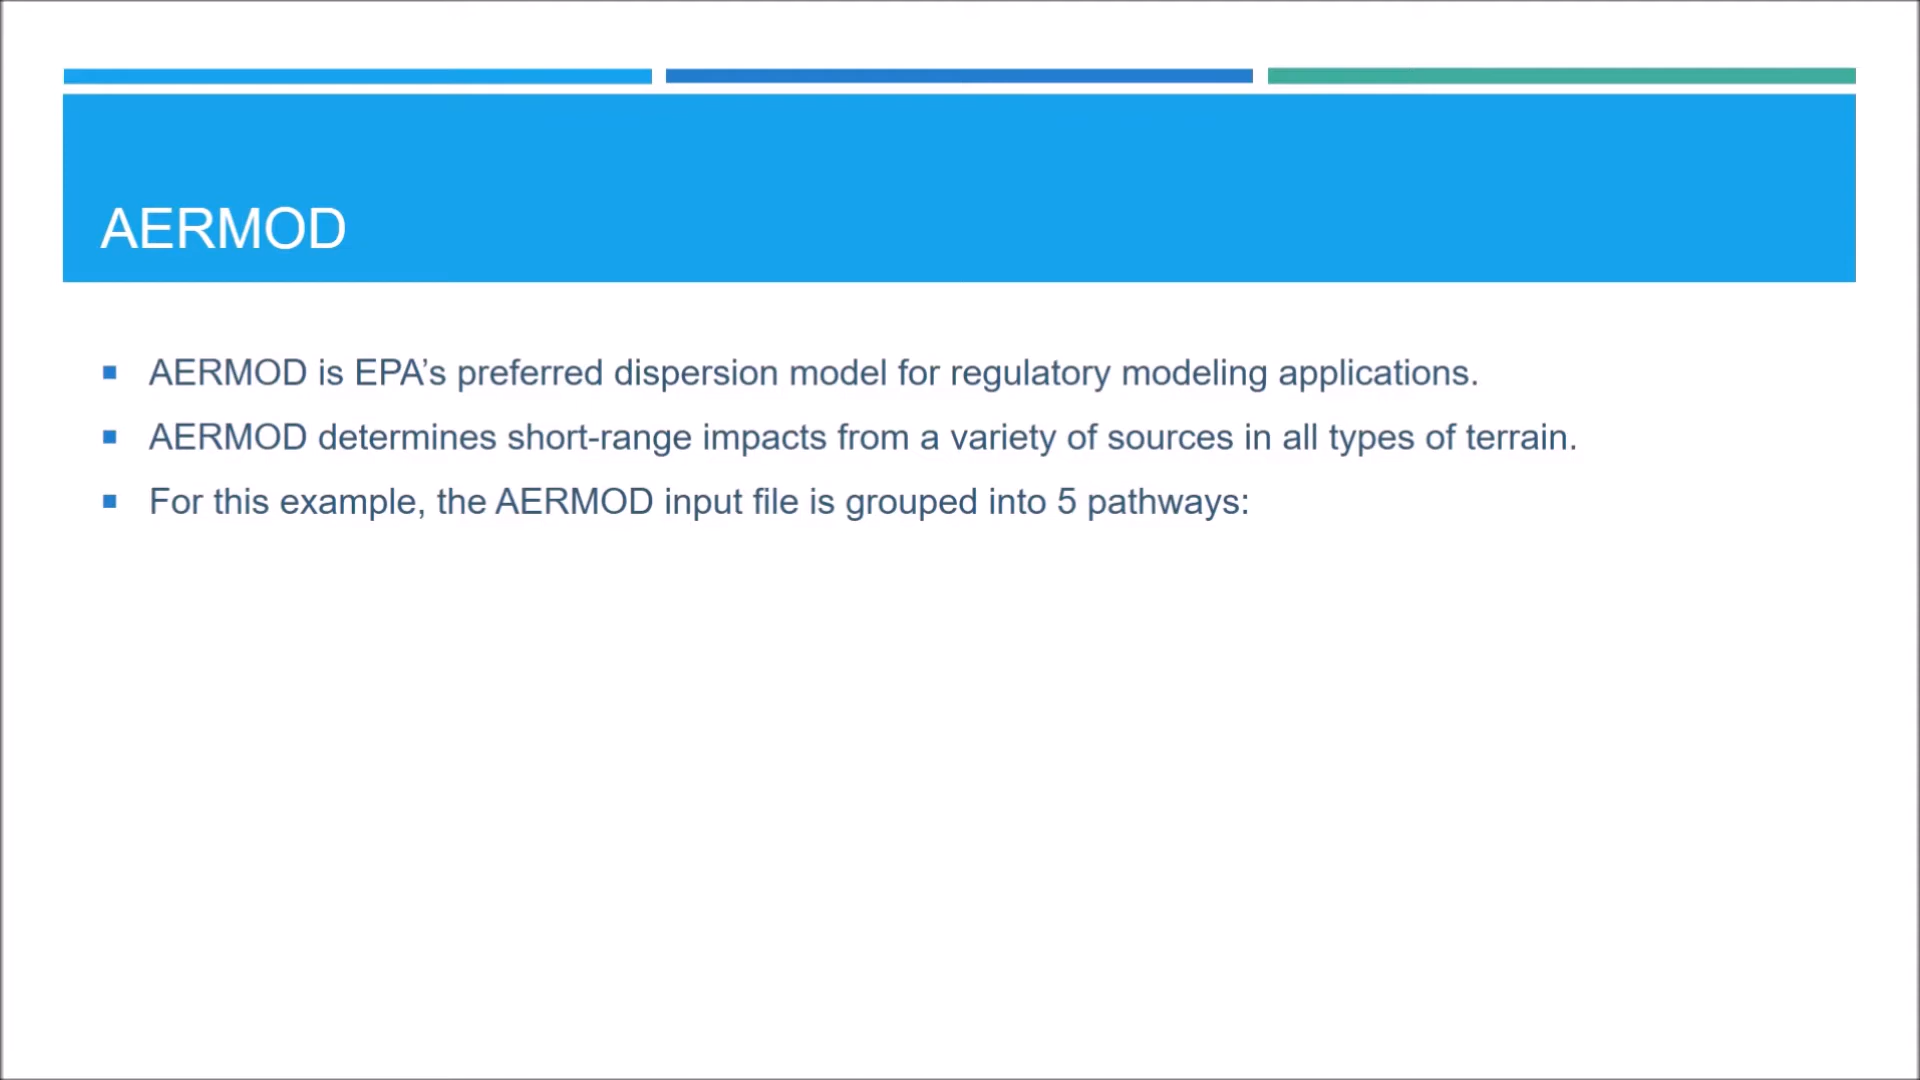 AERMOD
AERMOD is EPA’s preferred dispersion model for regulatory modeling applications.
AERMOD determines short-range impacts from a variety of sources in all types of terrain.
For this example, the AERMOD input file is grouped into 5 pathways: